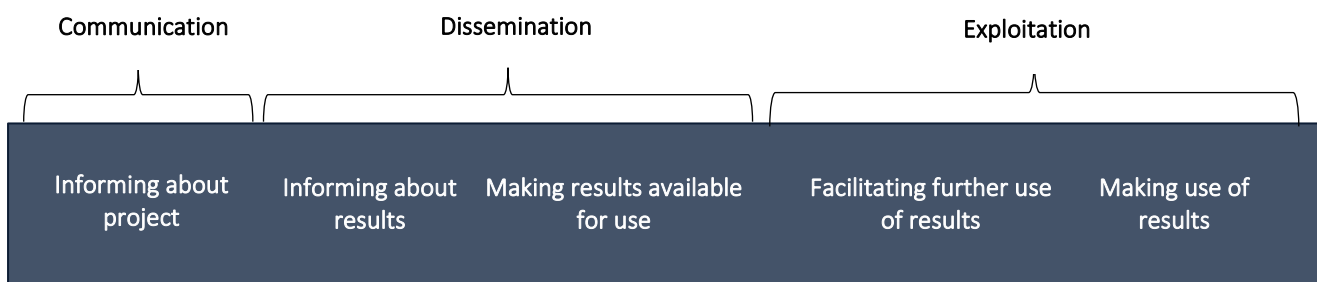 Communication
Dissemination
Exploitation
Informing about
project
Informing about
results
Making results available
for use
Facilitating further use
of results
Making use of
results